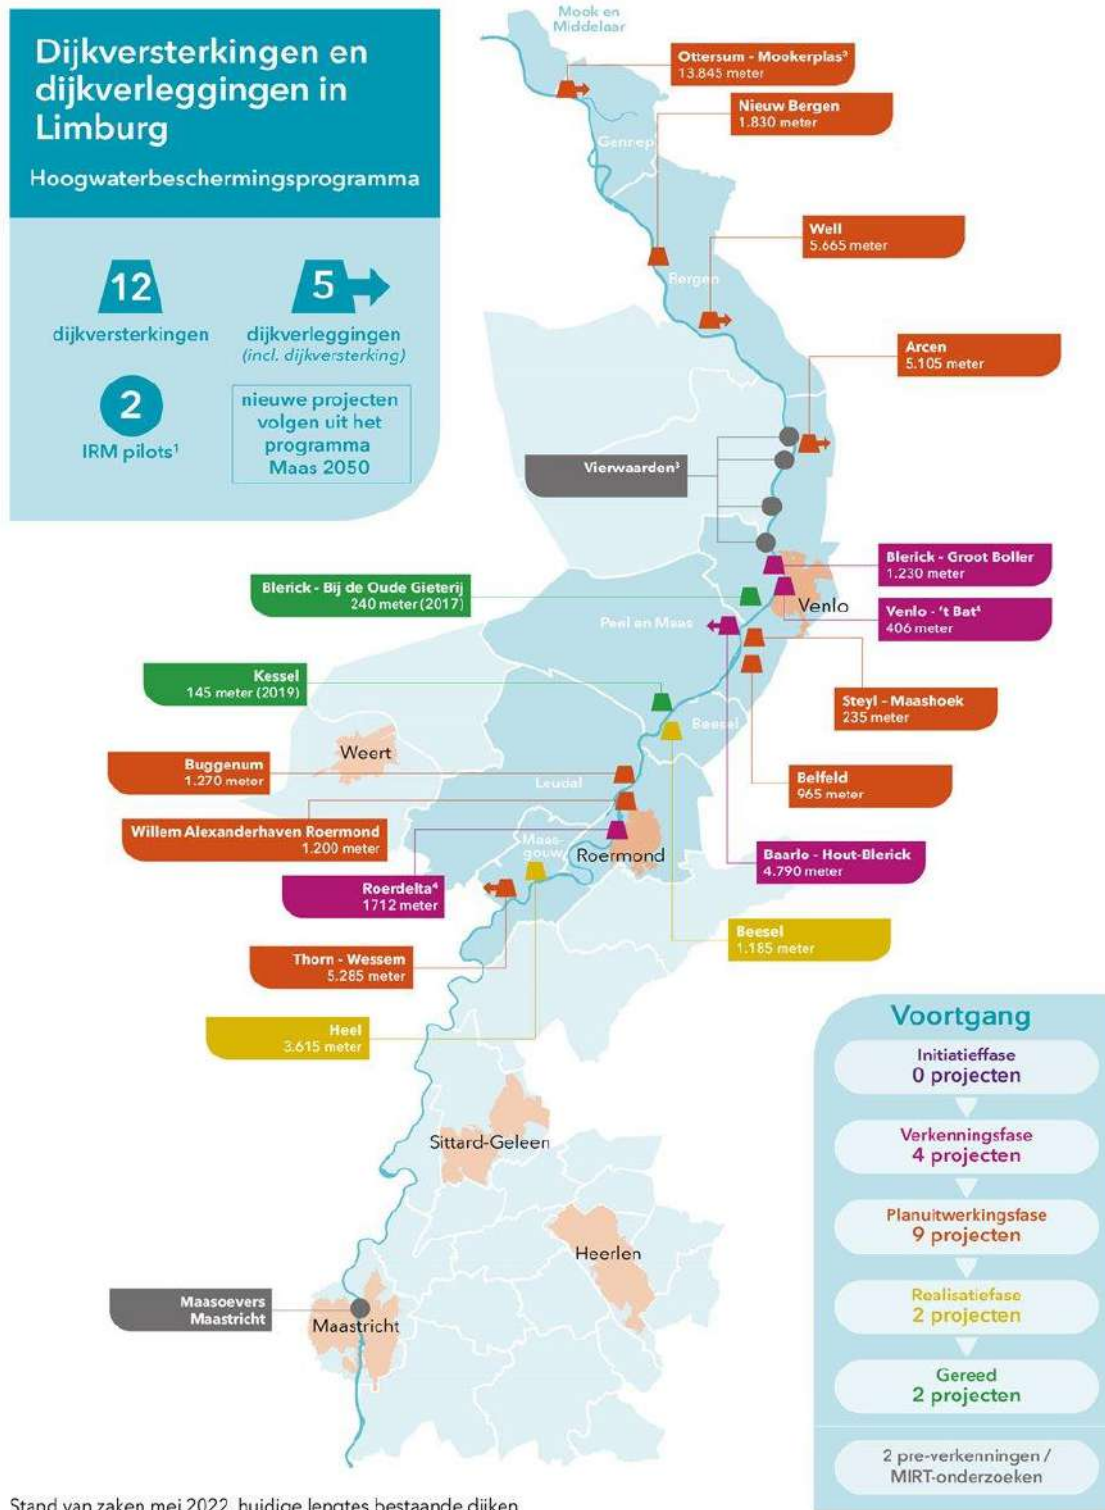 Dijkversterkingen en
dijkverleggingen in
Limburg
Hoogwaterbeschermingsprogramma
12
dijkversterkingen
5
dijkverleggingen
(incl. dijkversterking)
2
IRM pilots¹
nieuwe projecten
volgen uit het
programma
Maas 2050
Mook en
Middelaar
Ottersum - Mookerplas²
13.845 meter
Nieuw Bergen
1.830 meter
Gennep
Well
5.665 meter
Bergen
Arcen
5.105 meter
Vierwaarden³
Blerick - Groot Boller
1.230 meter
Blerick - Bij de Oude Gieterij
240 meter (2017)
Venlo
Venlo - 't Bat⁴
406 meter
Peel en Maas
Kessel
145 meter (2019)
Steyl - Maashoek
235 meter
Beesel
Weert
Buggenum
1.270 meter
Leudal
Belfeld
965 meter
Willem Alexanderhaven Roermond
1.200 meter
Maas-
gouw
Roermond
Baarlo - Hout-Blerick
4.790 meter
Roerdelta⁴
1712 meter
Beesel
1.185 meter
Thorn - Wessem
5.285 meter
Heel
3.615 meter
Sittard-Geleen
Heerlen
Maasoevers
Maastricht
Maastricht
Voortgang
Initiatieffase
0 projecten
Verkenningsfase
4 projecten
Planuitwerkingsfase
9 projecten
Realisatiefase
2 projecten
Gereed
2 projecten
2 pre-verkenningen /
MIRT-onderzoeken
Stand van zaken mei 2022, huidige lengtes bestaande dijken